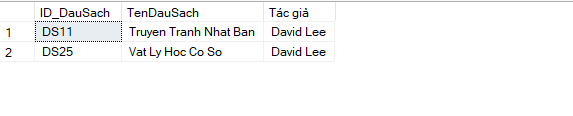 ID_DauSach TenDauSach Tác giả
1 DS11 Truyen Tranh Nhat Ban David Lee
2 DS25 Vat Ly Hoc Co So David Lee